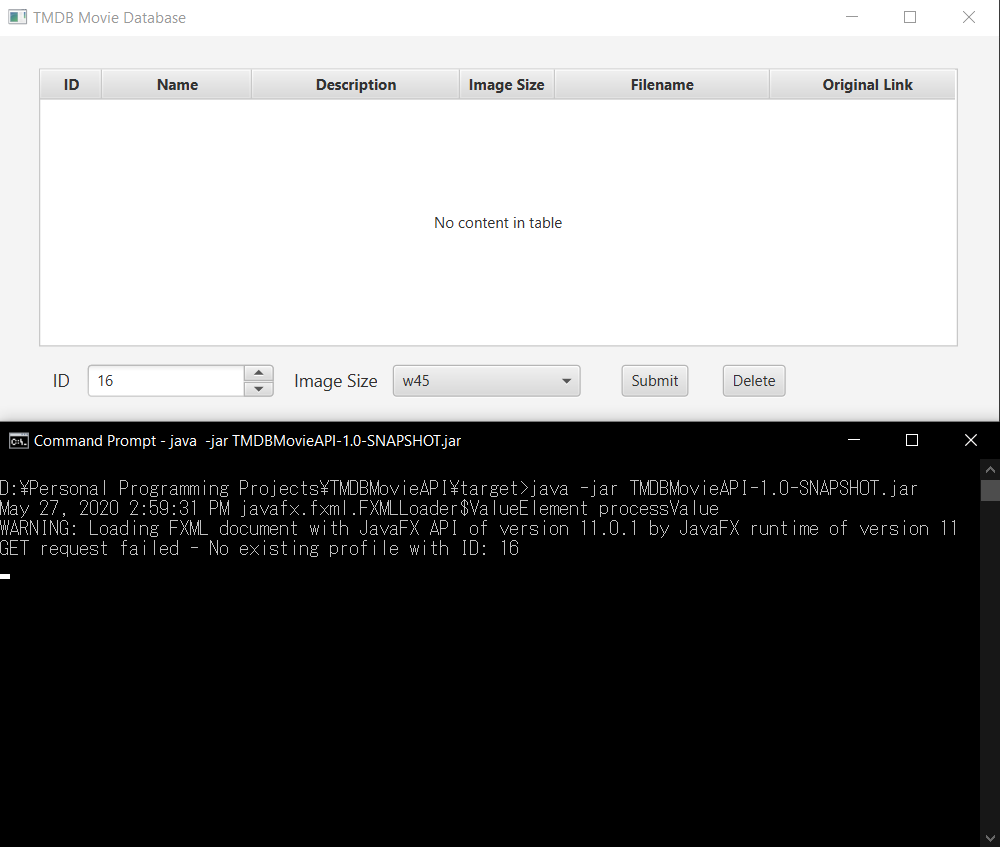 TMDB Movie Database
ID Name Description Image Size Filename Original Link
No content in table
ID 16 Image Size w45 Submit Delete
Command Prompt - java  -jar TMDBMovieAPI-1.0-SNAPSHOT.jar
D:¥Personal Programming Projects¥TMDBMovieAPI¥target>java -jar TMDBMovieAPI-1.0-SNAPSHOT.jar
May 27, 2020 2:59:31 PM javafx.fxml.FXMLLoader$ValueElement processValue
WARNING: Loading FXML document with JavaFX API of version 11.0.1 by JavaFX runtime of version 11
GET request failed - No existing profile with ID: 16